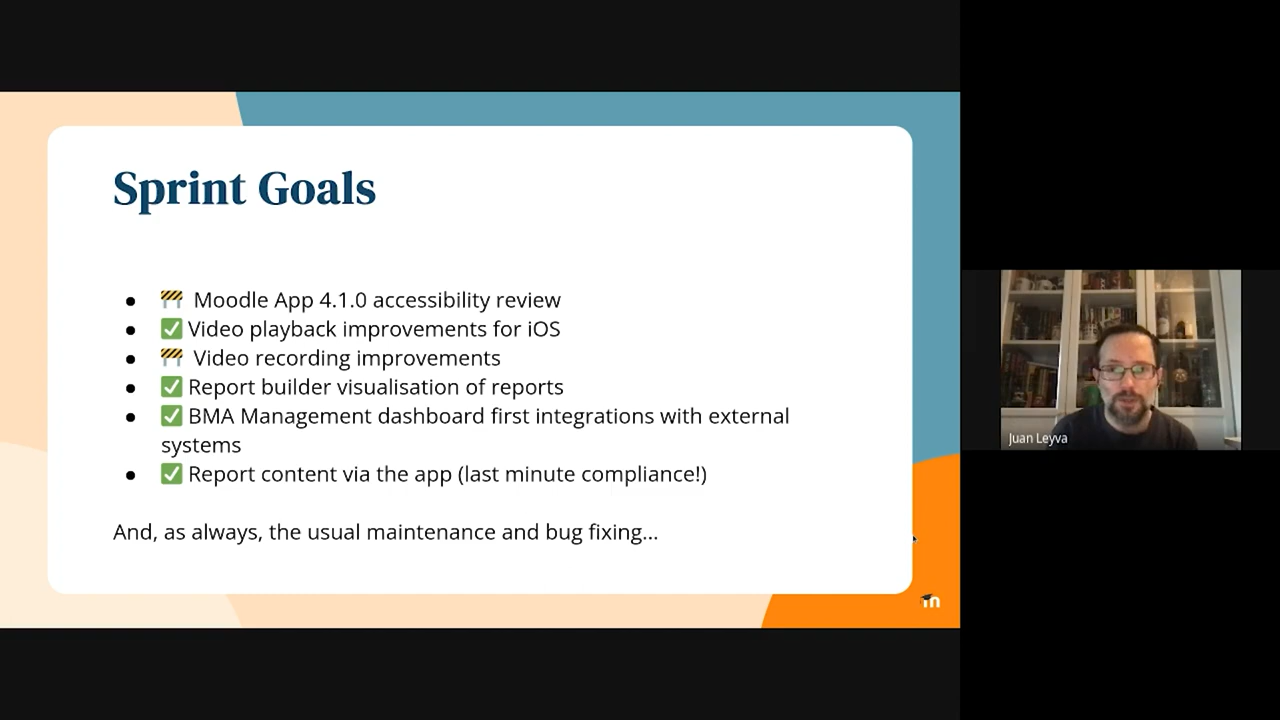 Sprint Goals
● 🚧 Moodle App 4.1.0 accessibility review
● ✅ Video playback improvements for iOS
● 🚧 Video recording improvements
● ✅ Report builder visualisation of reports
● ✅ BMA Management dashboard first integrations with external
systems
● ✅ Report content via the app (last minute compliance!)
And, as always, the usual maintenance and bug fixing...
m
Juan Leyva